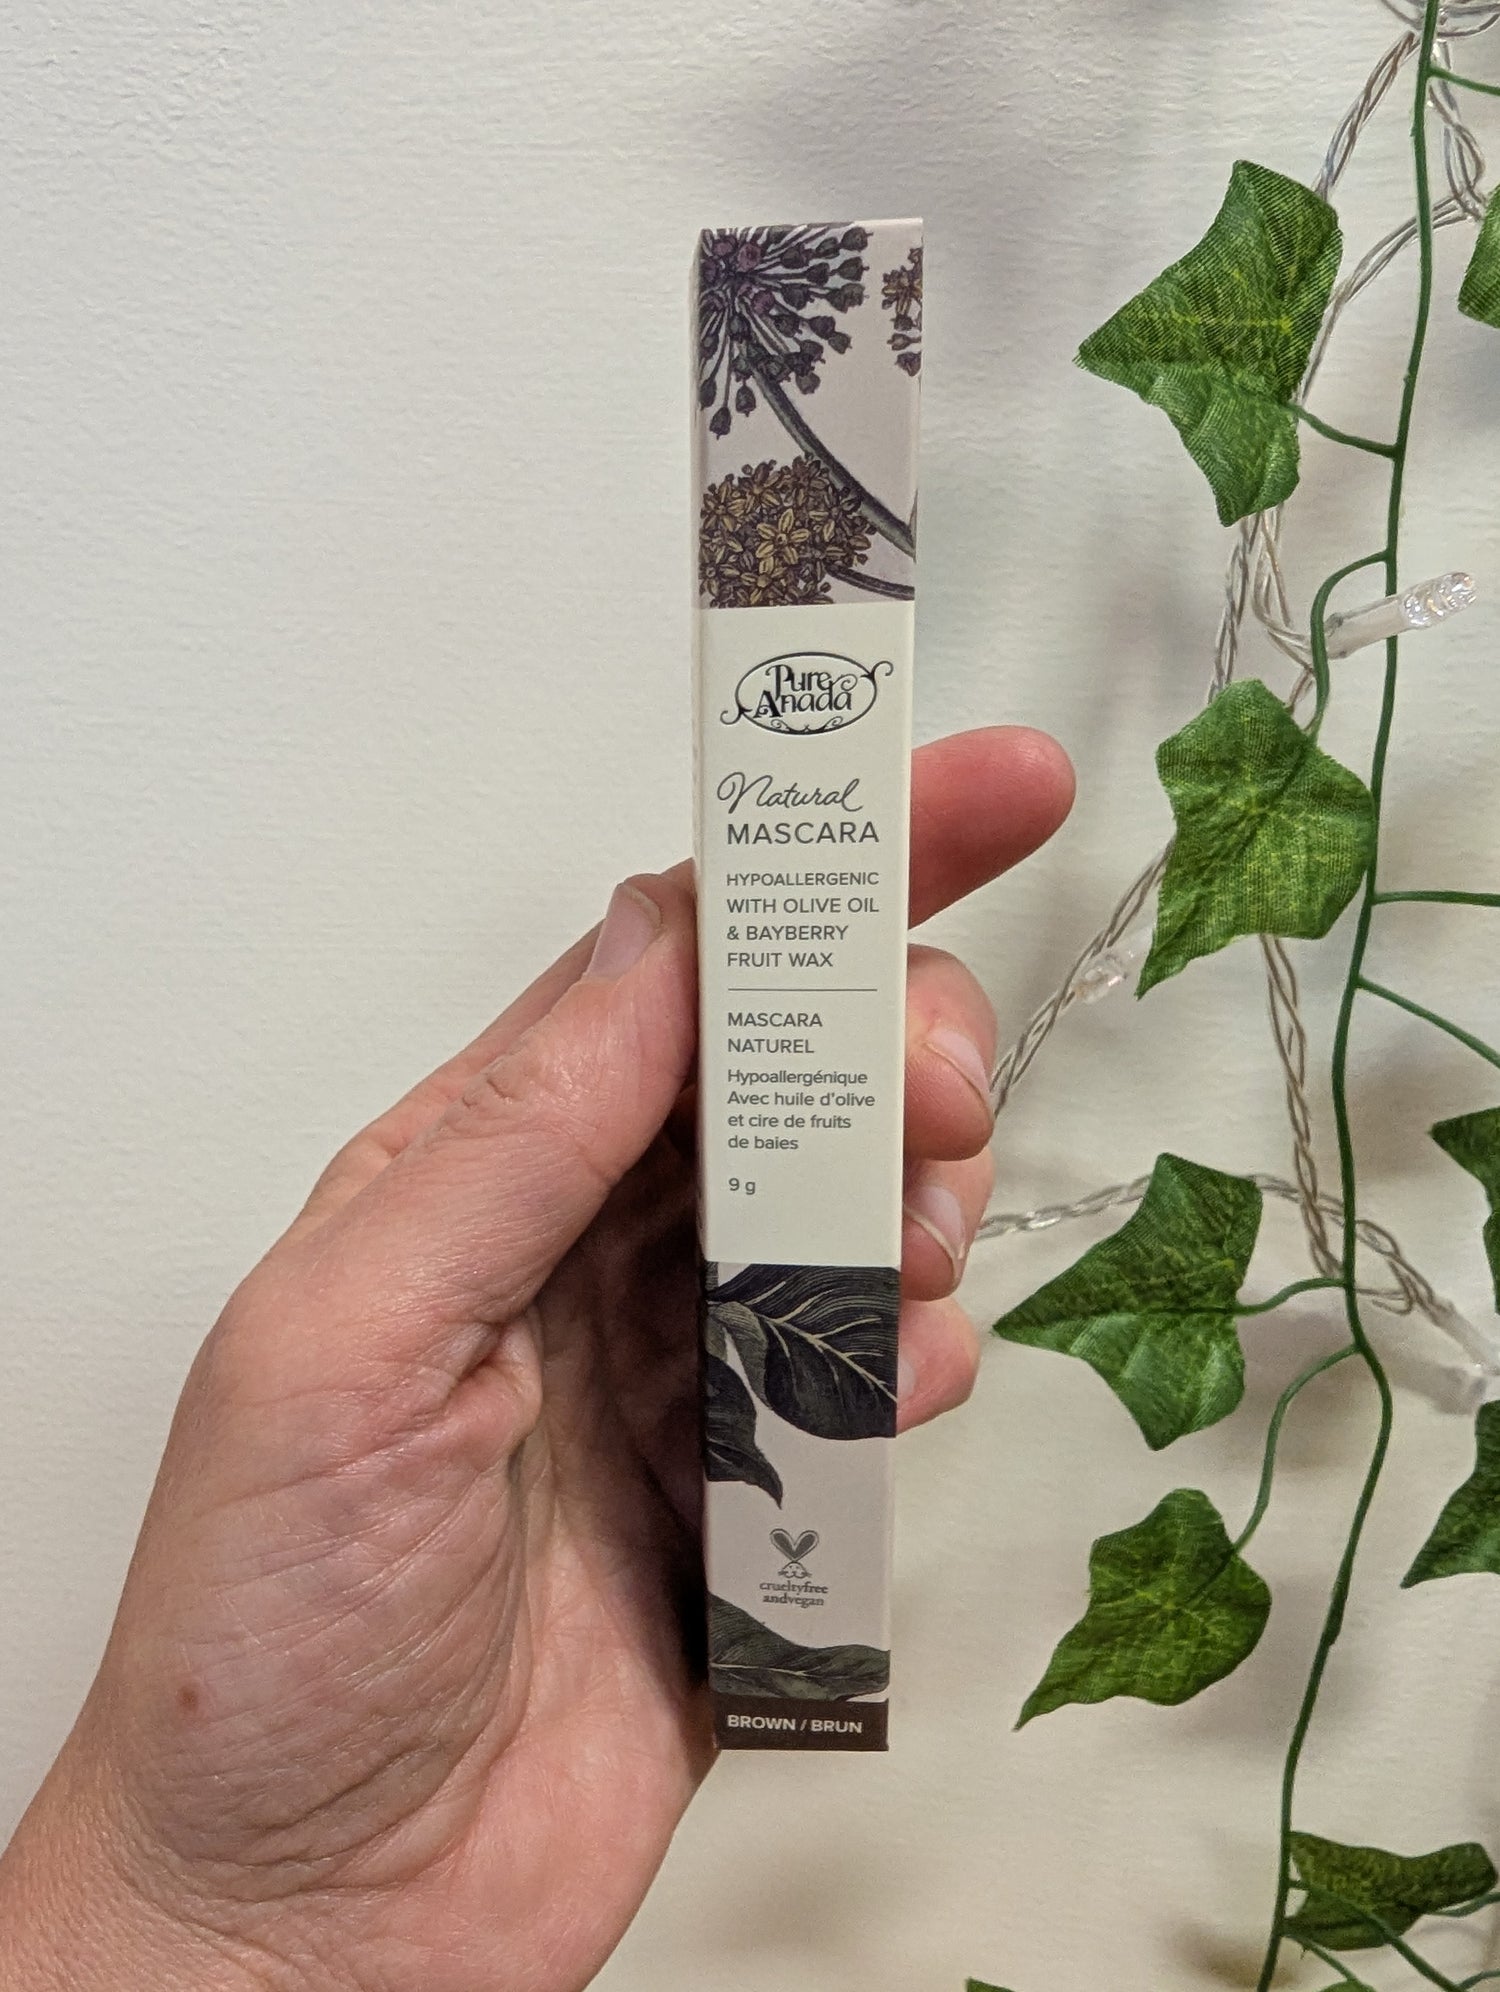 Pure
Anada
Natural
MASCARA
HYPOALLERGENIC
WITH OLIVE OIL
& BAYBERRY
FRUIT WAX
MASCARA
NATUREL
Hypoallergénique
Avec huile d'olive
et cire de fruits
de baies
9 g
crueltyfree
andvegan
BROWN / BRUN